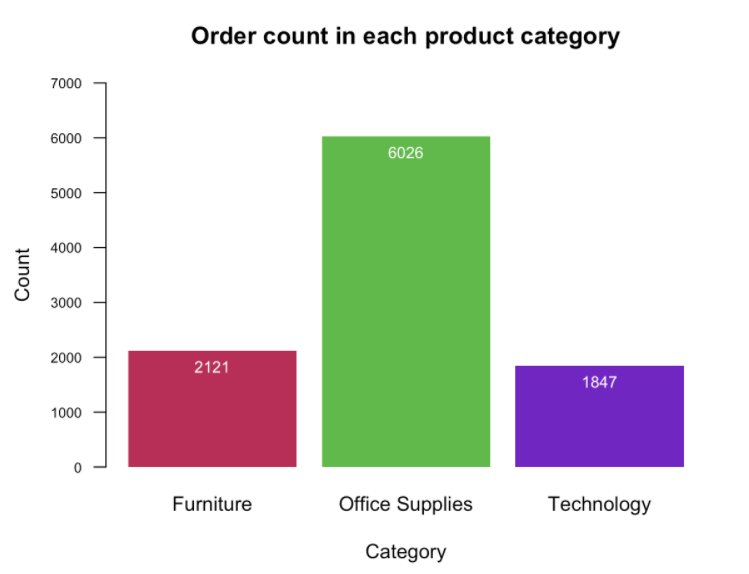 Order count in each product category
7000
6000
5000
4000
3000
2000
1000
0
Count
2121
6026
1847
Furniture
Office Supplies
Technology
Category